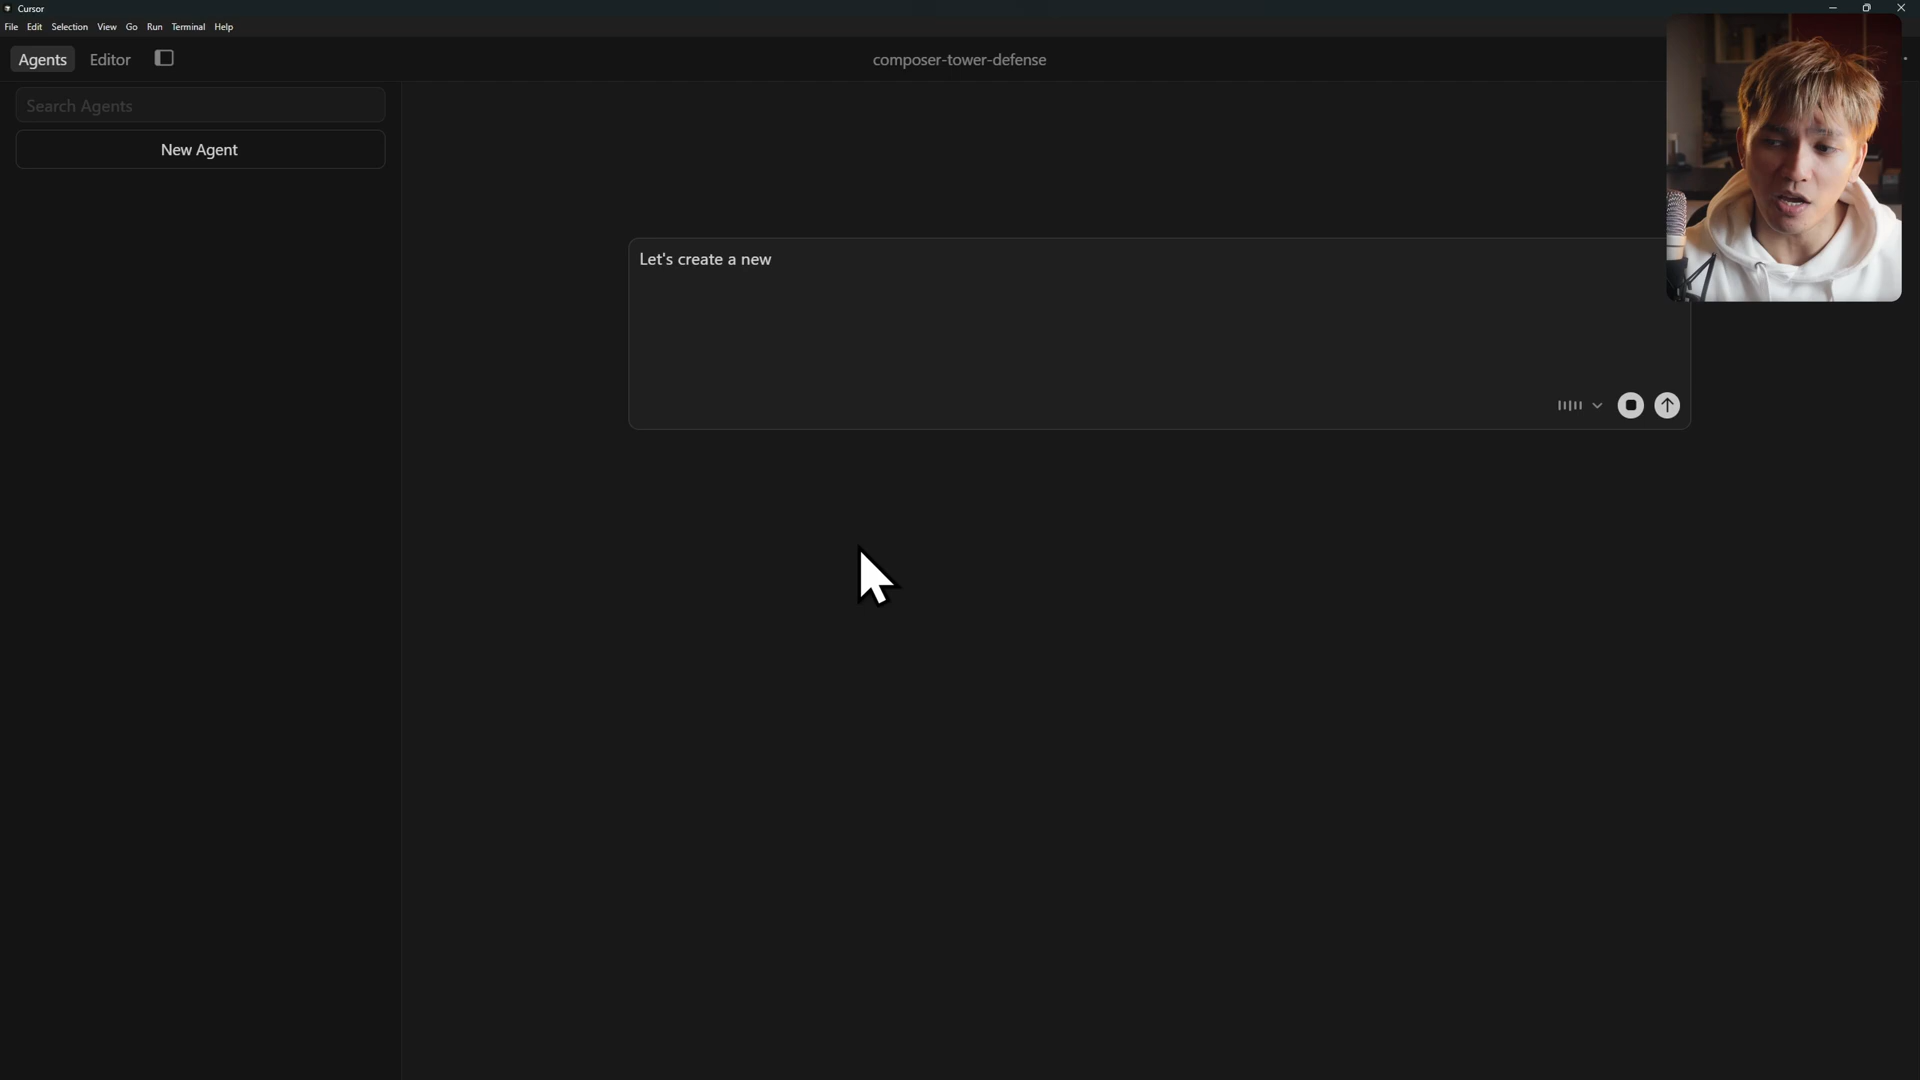 Cursor
File Edit Selection View Go Run Terminal Help
Agents Editor composer-tower-defense
Search Agents
New Agent
Let's create a new